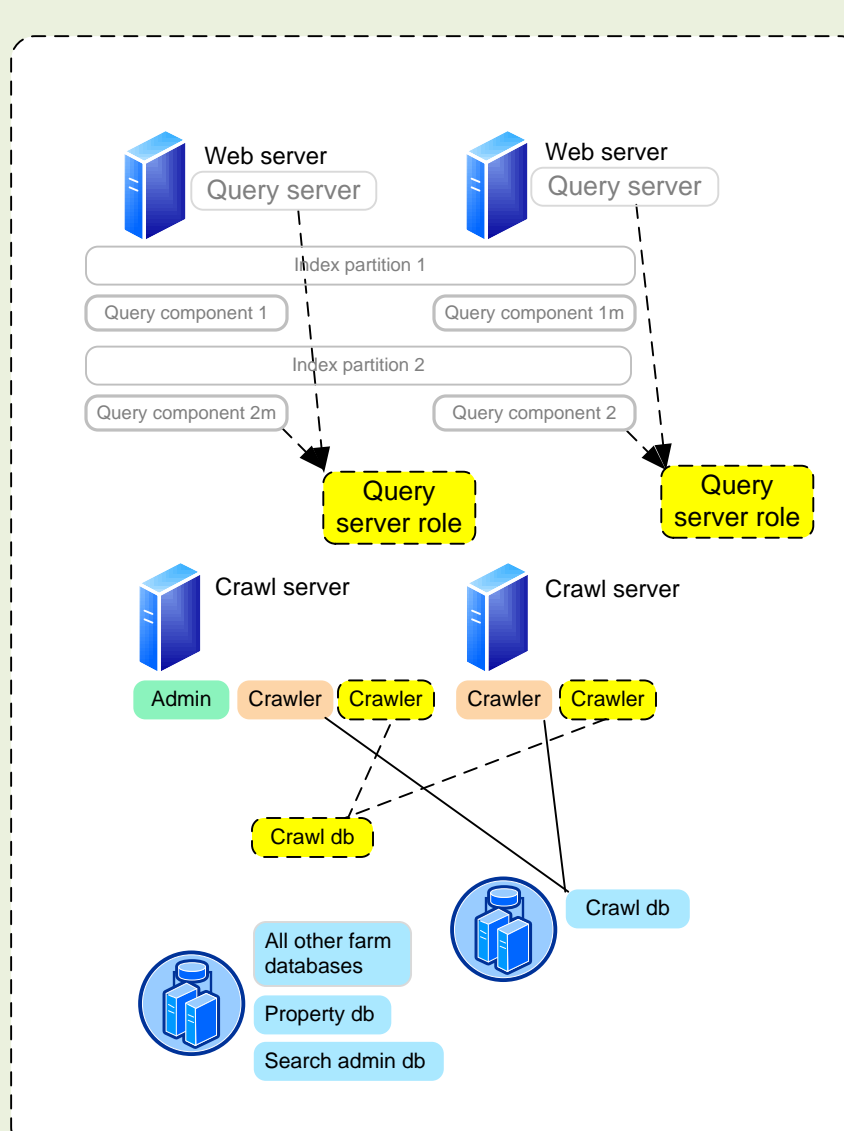 Web server
Query server
Web server
Query server
Index partition 1
Query component 1
Query component 1m
Index partition 2
Query component 2m
Query component 2
Query
server role
Query
server role
Crawl server
Crawl server
Admin
Crawler
Crawler
Crawler
Crawler
Crawl db
Crawl db
All other farm
databases
Property db
Search admin db